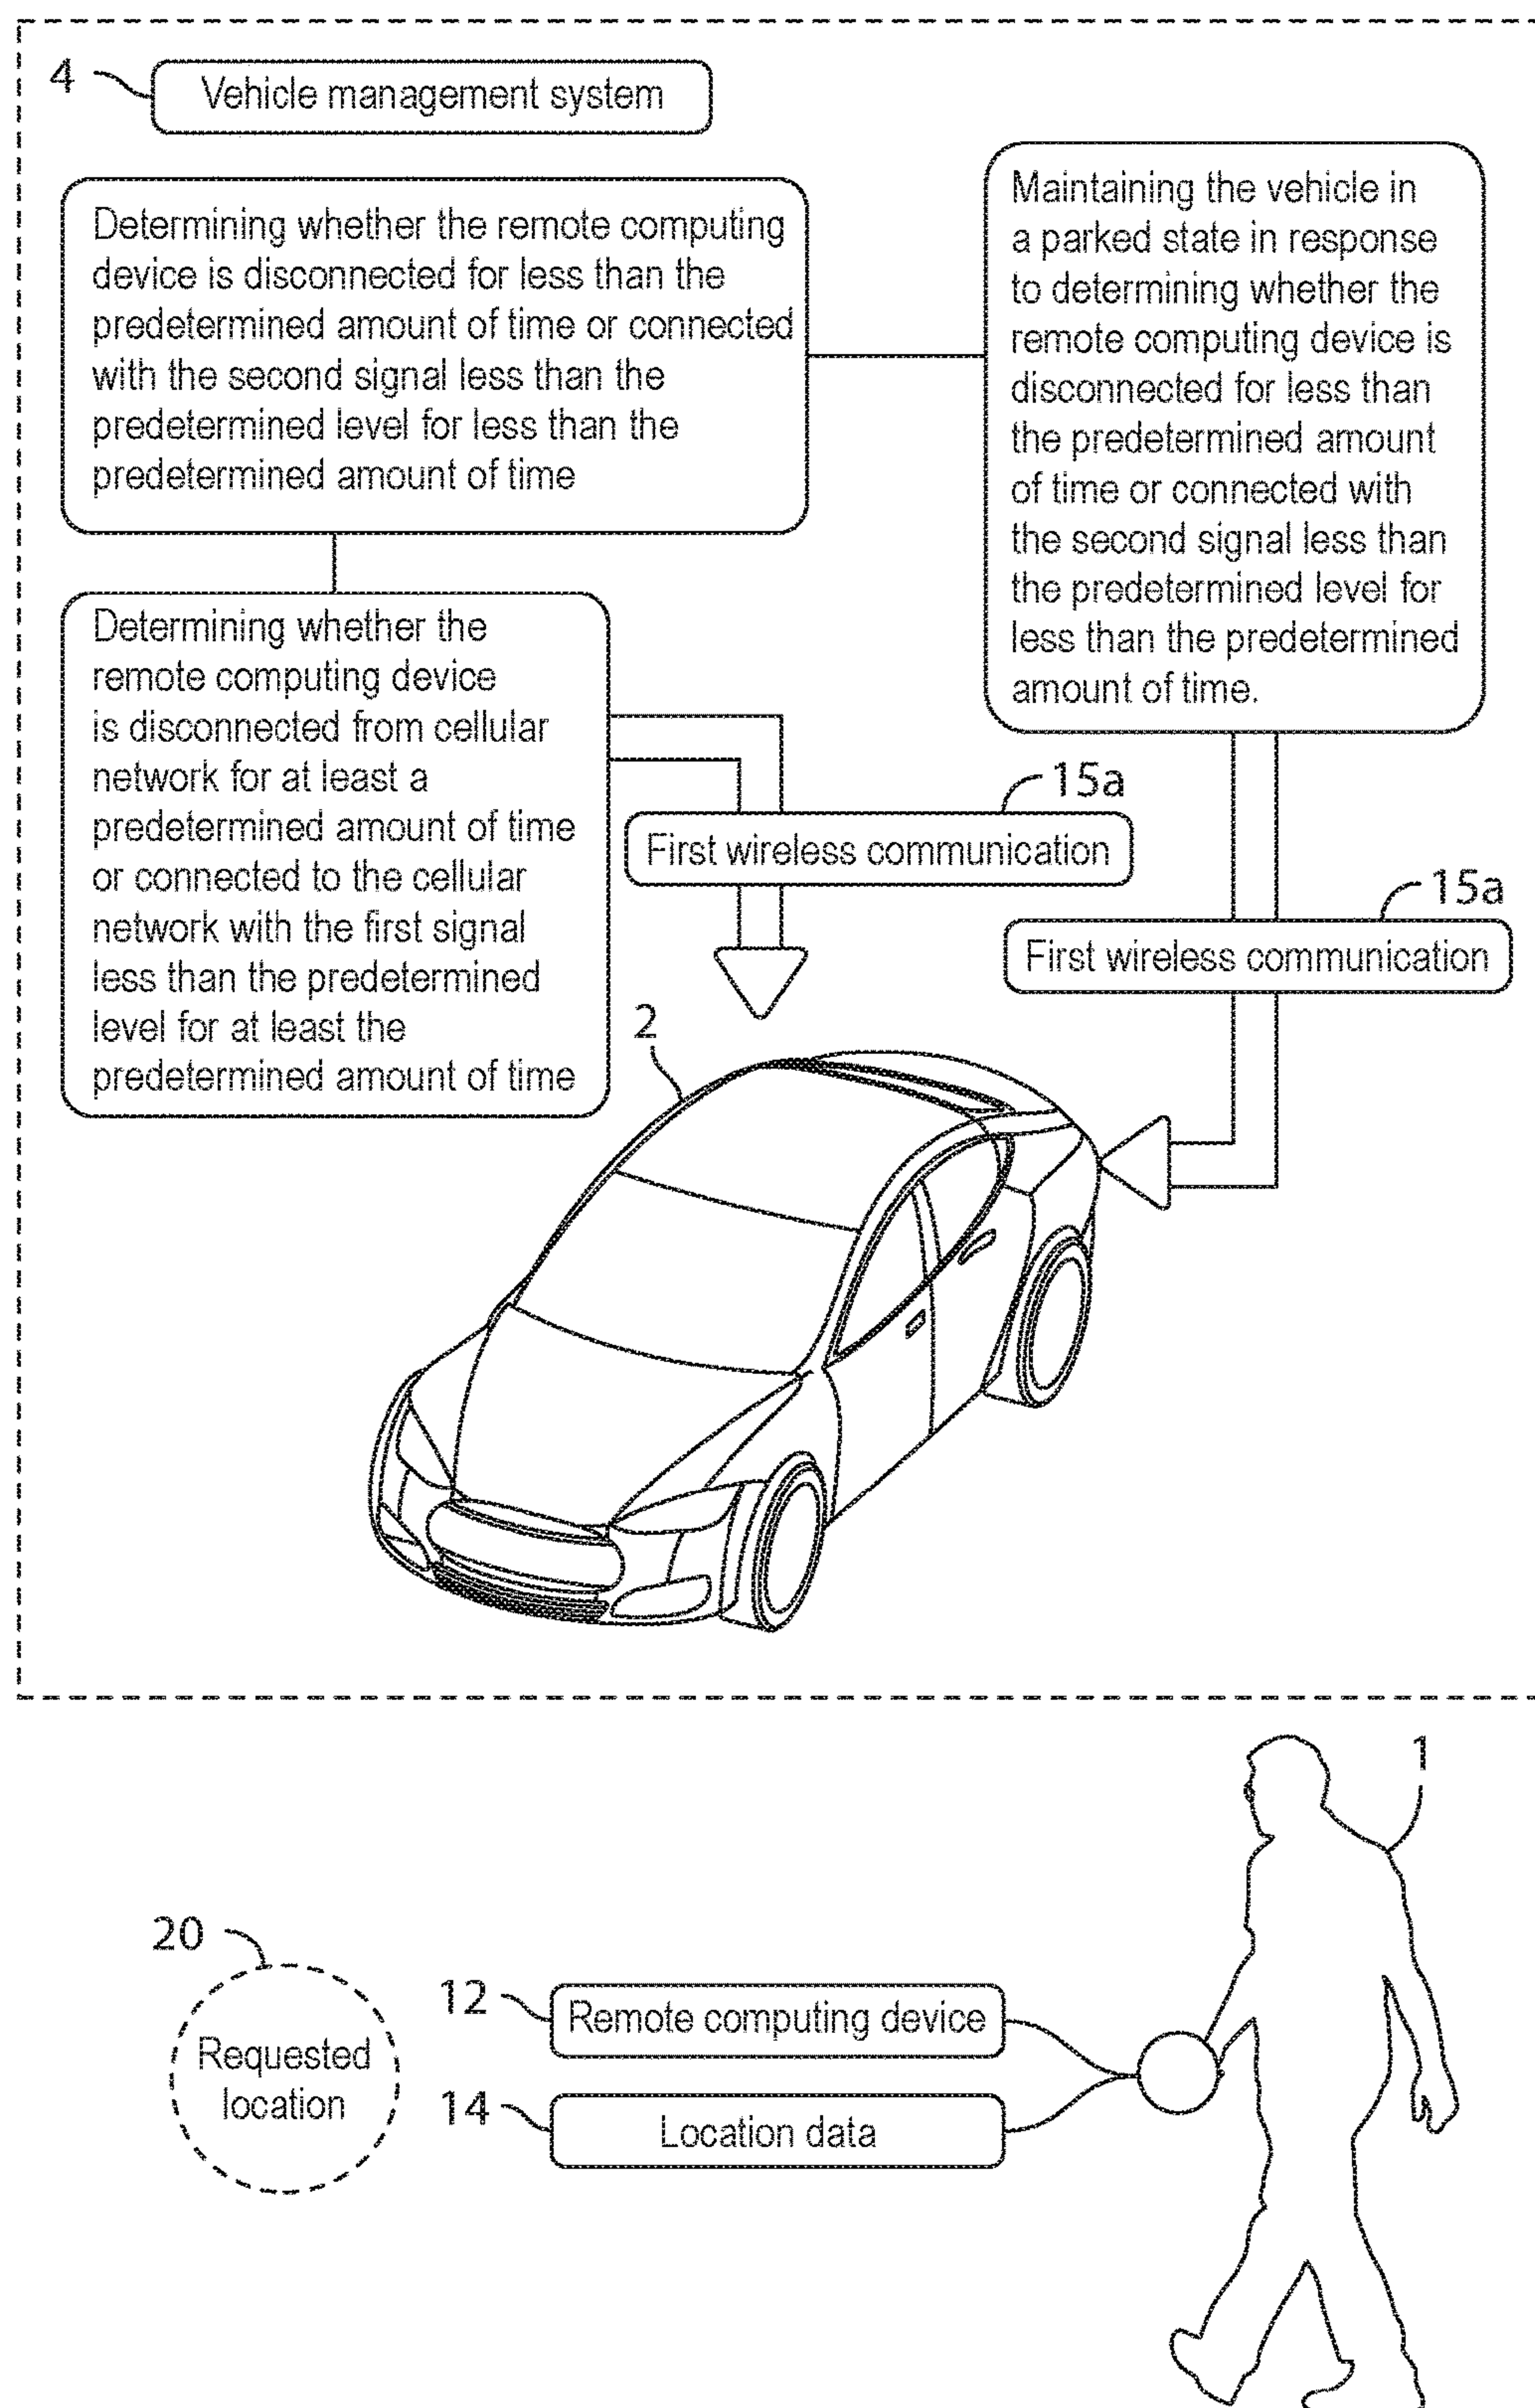 4
Vehicle management system
Determining whether the remote computing
device is disconnected for less than the
predetermined amount of time or connected
with the second signal less than the
predetermined level for less than the
predetermined amount of time
Maintaining the vehicle in
a parked state in response
to determining whether the
remote computing device is
disconnected for less than
the predetermined amount
of time or connected with
the second signal less than
the predetermined level for
less than the predetermined
amount of time.
Determining whether the
remote computing device
is disconnected from cellular
network for at least a
predetermined amount of time
or connected to the cellular
network with the first signal
less than the predetermined
level for at least the
predetermined amount of time
15a
First wireless communication
15a
First wireless communication
2
1
20
Requested
location
12
Remote computing device
14
Location data